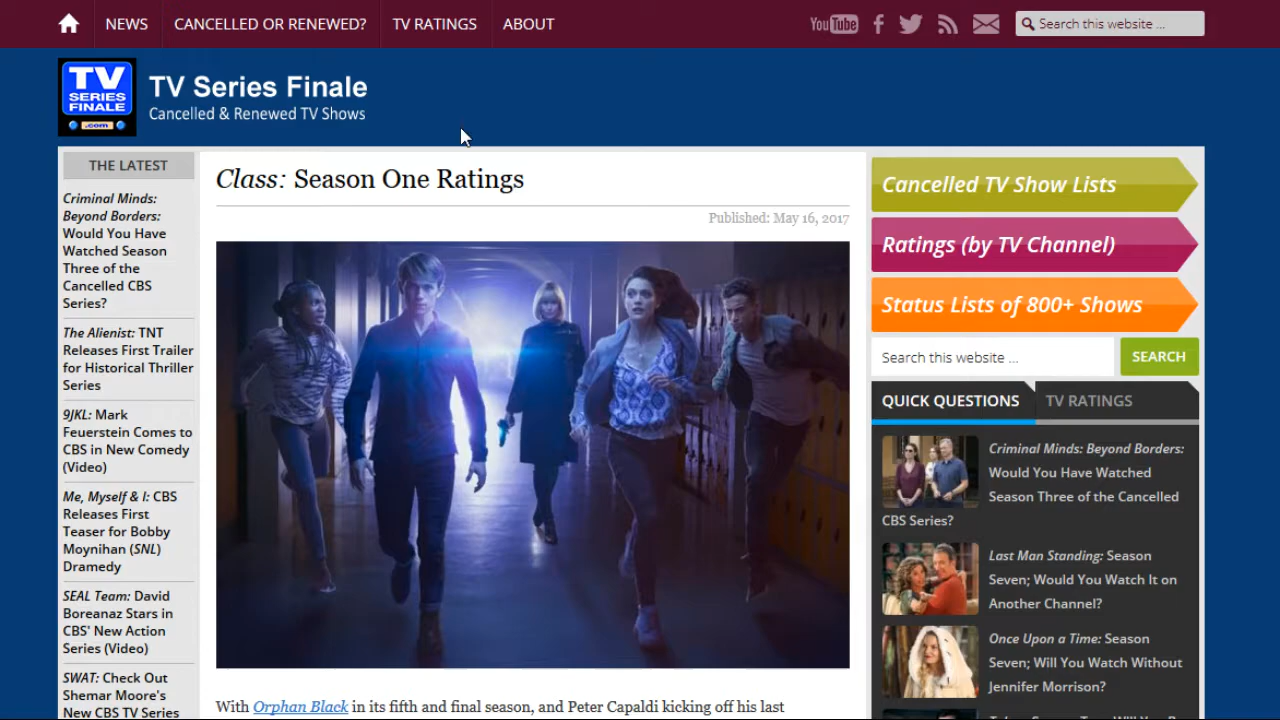 NEWS
CANCELLED OR RENEWED?
TV RATINGS
ABOUT
YouTube
Search this website ...
TV
SERIES
FINALE
.com
TV Series Finale
Cancelled & Renewed TV Shows
THE LATEST
Criminal Minds:
Beyond Borders:
Would You Have
Watched Season
Three of the
Cancelled CBS
Series?
The Alienist: TNT
Releases First Trailer
for Historical Thriller
Series
9JKL: Mark
Feuerstein Comes to
CBS in New Comedy
(Video)
Me, Myself & I: CBS
Releases First
Teaser for Bobby
Moynihan (SNL)
Dramedy
SEAL Team: David
Boreanaz Stars in
CBS' New Action
Series (Video)
SWAT: Check Out
Shemar Moore's
New CBS TV Series
Class: Season One Ratings
Published: May 16, 2017
With Orphan Black in its fifth and final season, and Peter Capaldi kicking off his last
Cancelled TV Show Lists
Ratings (by TV Channel)
Status Lists of 800+ Shows
Search this website ...
SEARCH
QUICK QUESTIONS
TV RATINGS
Criminal Minds: Beyond Borders:
Would You Have Watched
Season Three of the Cancelled
CBS Series?
Last Man Standing: Season
Seven; Would You Watch It on
Another Channel?
Once Upon a Time: Season
Seven; Will You Watch Without
Jennifer Morrison?